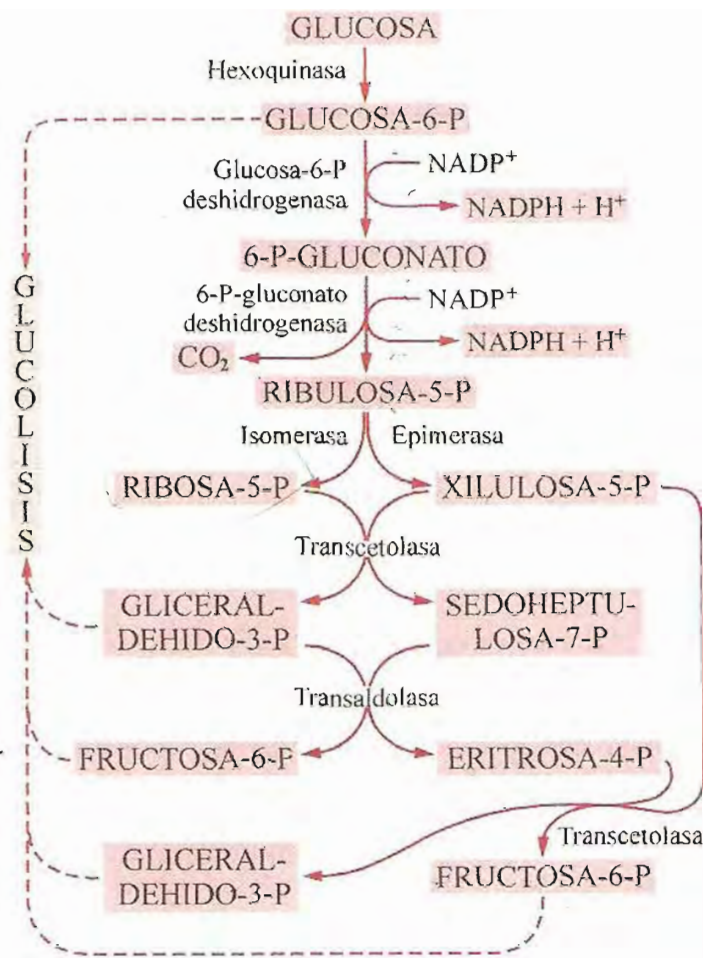 GLUCOSA
Hexoquinasa
GLUCOSA-6-P
Glucosa-6-P
deshidrogenasa
NADP⁺
NADPH + H⁺
6-P-GLUCONATO
6-P-gluconato
deshidrogenasa
NADP⁺
NADPH + H⁺
CO₂
RIBULOSA-5-P
Isomerasa
Epimerasa
RIBOSA-5-P
XILULOSA-5-P
Transcetolasa
GLICERAL-
DEHIDO-3-P
SEDOHEPTU-
LOSA-7-P
Transaldolasa
FRUCTOSA-6-P
ERITROSA-4-P
Transcetolasa
GLICERAL-
DEHIDO-3-P
FRUCTOSA-6-P
GLUCOLISIS